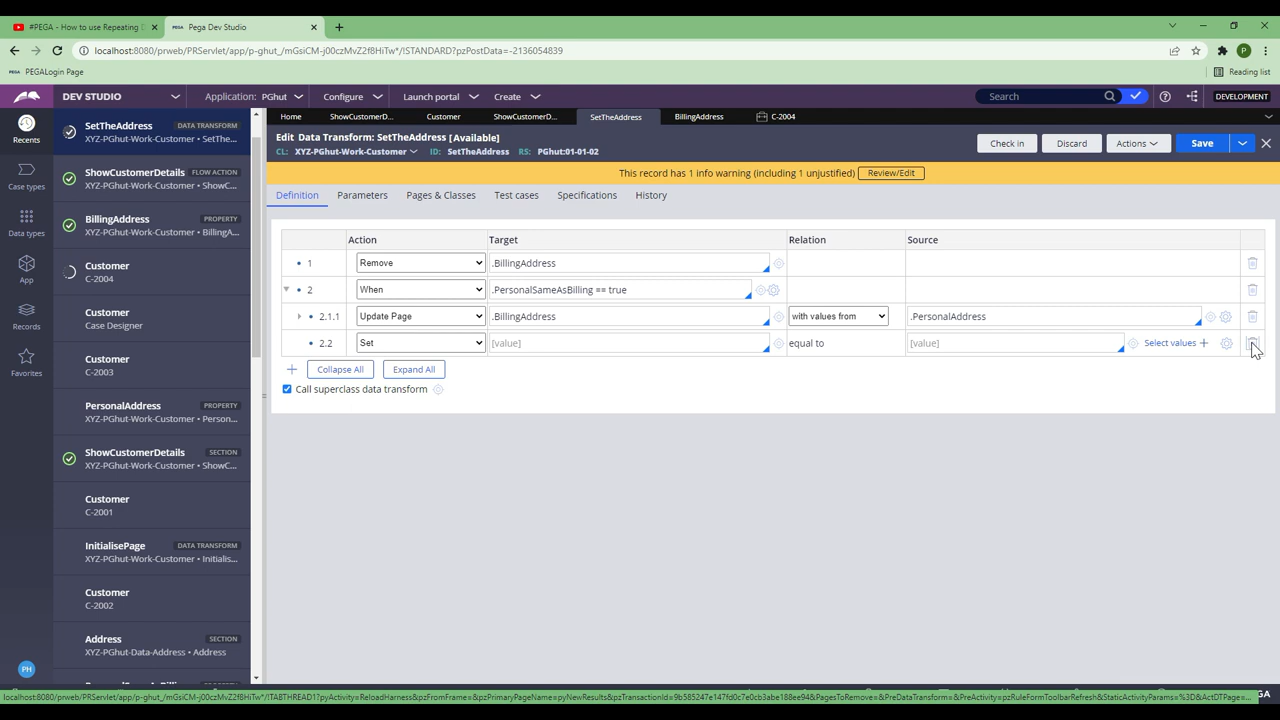 #PEGA - How to use Repeating D
Pega Dev Studio
localhost:8080/prweb/PRServlet/app/p-ghut_/mGsiCM-j00czMvZ2f8HiTw*/!STANDARD?pzPostData=-2136054839
PEGALogin Page
Reading list
DEV STUDIO
Application: PGhut
Configure
Launch portal
Create
Search
DEVELOPMENT
Home
ShowCustomerD...
Customer
ShowCustomerD...
SetTheAddress
BillingAddress
C-2004
Recents
Case types
Data types
App
Records
Favorites
PH
SetTheAddress DATA TRANSFORM
XYZ-PGhut-Work-Customer • SetThe...
ShowCustomerDetails FLOW ACTION
XYZ-PGhut-Work-Customer • ShowC...
BillingAddress PROPERTY
XYZ-PGhut-Work-Customer • BillingA...
Customer
C-2004
Customer
Case Designer
Customer
C-2003
PersonalAddress PROPERTY
XYZ-PGhut-Work-Customer • Person...
ShowCustomerDetails SECTION
XYZ-PGhut-Work-Customer • ShowC...
Customer
C-2001
InitialisePage DATA TRANSFORM
XYZ-PGhut-Work-Customer • Initialis...
Customer
C-2002
Address SECTION
XYZ-PGhut-Data-Address • Address
Edit Data Transform: SetTheAddress [Available]
CL: XYZ-PGhut-Work-Customer ID: SetTheAddress RS: PGhut:01-01-02
Check in
Discard
Actions
Save
This record has 1 info warning (including 1 unjustified) Review/Edit
Definition
Parameters
Pages & Classes
Test cases
Specifications
History
Action Target Relation Source
1 Remove .BillingAddress
2 When .PersonalSameAsBilling == true
2.1.1 Update Page .BillingAddress with values from .PersonalAddress
2.2 Set [value] equal to [value] Select values +
Collapse All
Expand All
Call superclass data transform